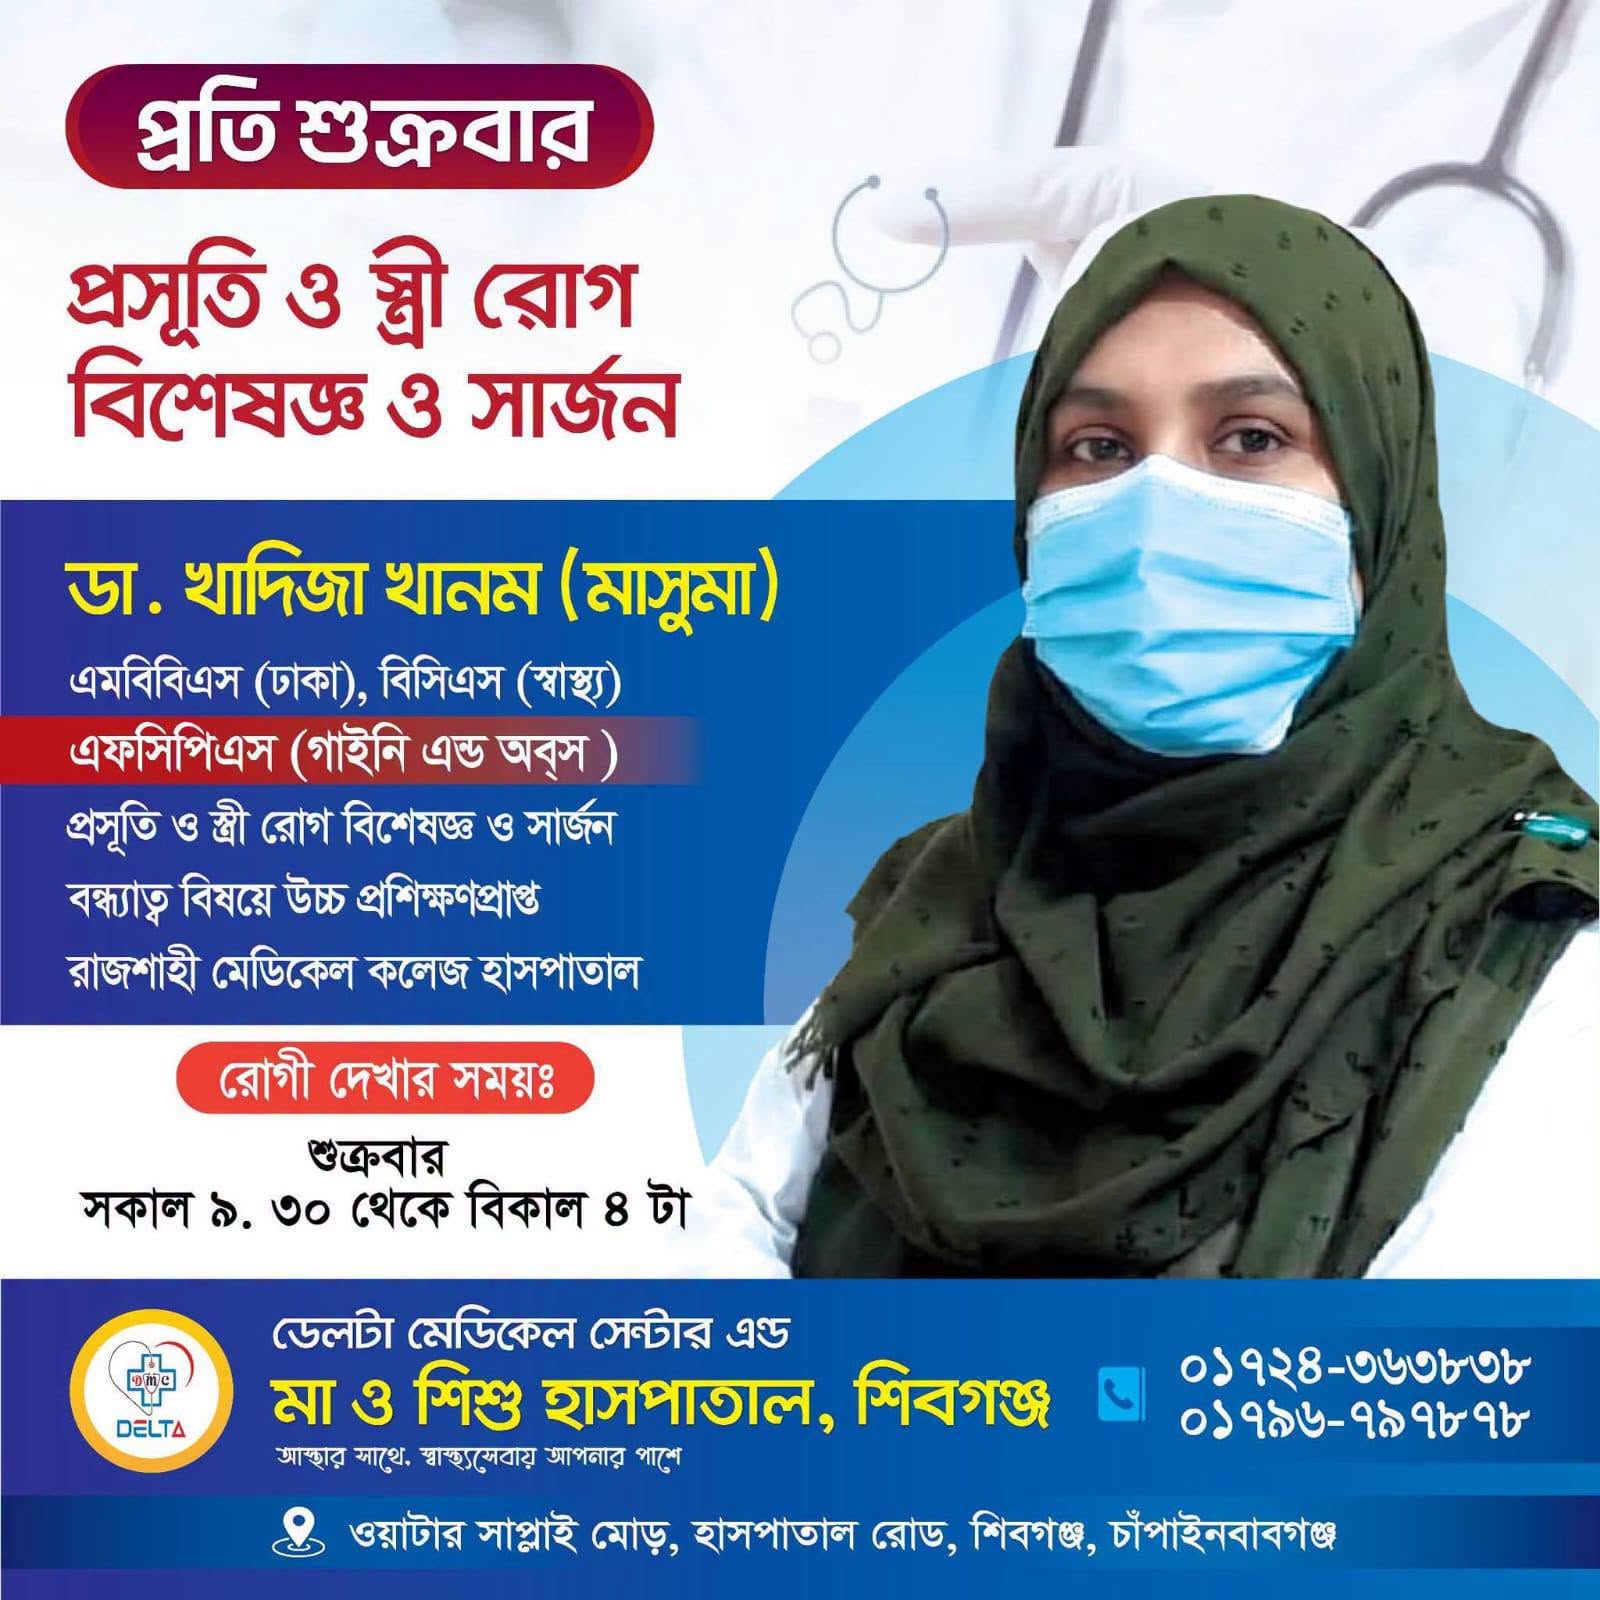 প্রতি শুক্রবার
প্রসূতি ও স্ত্রী রোগ
বিশেষজ্ঞ ও সার্জন
ডা. খাদিজা খানম (মাসুমা)
এমবিবিএস (ঢাকা), বিসিএস (স্বাস্থ্য)
এফসিপিএস (গাইনি এন্ড অব্স )
প্রসূতি ও স্ত্রী রোগ বিশেষজ্ঞ ও সার্জন
বন্ধ্যাত্ব বিষয়ে উচ্চ প্রশিক্ষণপ্রাপ্ত
রাজশাহী মেডিকেল কলেজ হাসপাতাল
রোগী দেখার সময়ঃ
শুক্রবার
সকাল ৯. ৩০ থেকে বিকাল ৪ টা
DMC
DELTA
ডেলটা মেডিকেল সেন্টার এন্ড
মা ও শিশু হাসপাতাল, শিবগঞ্জ
আস্থার সাথে. স্বাস্থ্যসেবায় আপনার পাশে
০১৭২৪-৩৬৩৮৩৮
০১৭৯৬-৭৯৭৮৭৮
ওয়াটার সাপ্লাই মোড়, হাসপাতাল রোড, শিবগঞ্জ, চাঁপাইনবাবগঞ্জ